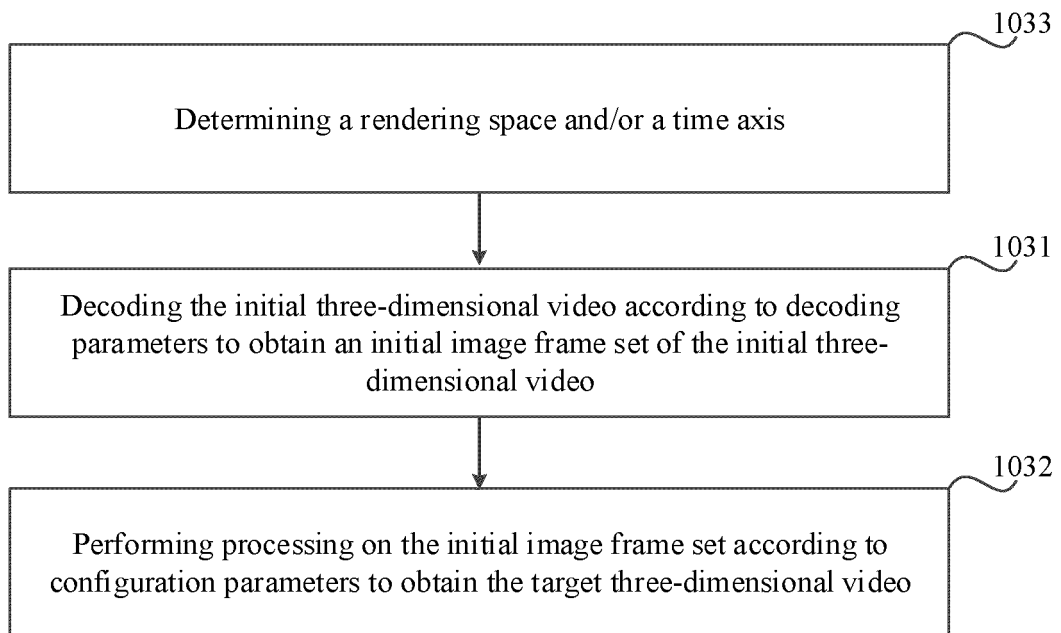 1033
Determining a rendering space and/or a time axis
1031
Decoding the initial three-dimensional video according to decoding
parameters to obtain an initial image frame set of the initial three-
dimensional video
1032
Performing processing on the initial image frame set according to
configuration parameters to obtain the target three-dimensional video